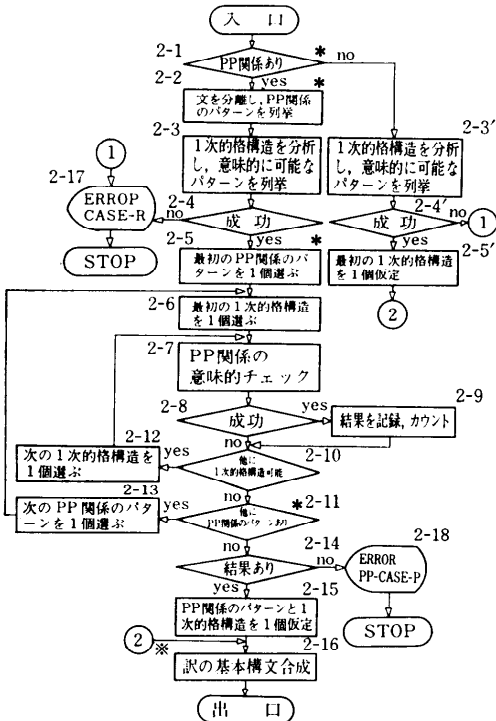 入 口
2-1
PP関係あり
*
no
2-2
yes
*
文を分離し，PP関係
のパターンを列挙
2-3
1次的格構造を分析
し，意味的に可能な
パターンを列挙
2-3′
1次的格構造を分析
し，意味的に可能な
パターンを列挙
1
2-17
ERROP
CASE-R
STOP
2-4
no
成功
yes
2-4′
成功
no
1
yes
2-5
*
最初のPP関係のパ
ターンを1個選ぶ
2-5′
最初の1次的格構造
を1個仮定
2
2-6
最初の1次的格構造
を1個選ぶ
2-7
PP関係の
意味的チェック
2-8
成功
yes
no
2-9
結果を記録，カウント
2-10
他に
1次的格構造可能
yes
no
2-12
次の1次的格構造を
1個選ぶ
2-11
*
他に
PP関係のパターンあり
yes
no
2-13
次のPP関係のパタ
ーンを1個選ぶ
2-14
結果あり
no
yes
2-18
ERROR
PP-CASE-P
STOP
2-15
PP関係のパターンと1
次的格構造を1個仮定
2
※
2-16
訳の基本構文合成
出 口